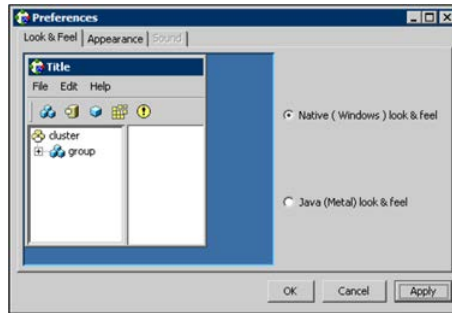 Preferences
Look & Feel Appearance Sound
Title
File Edit Help
cluster
group
Native ( Windows ) look & feel
Java (Metal) look & feel
OK Cancel Apply